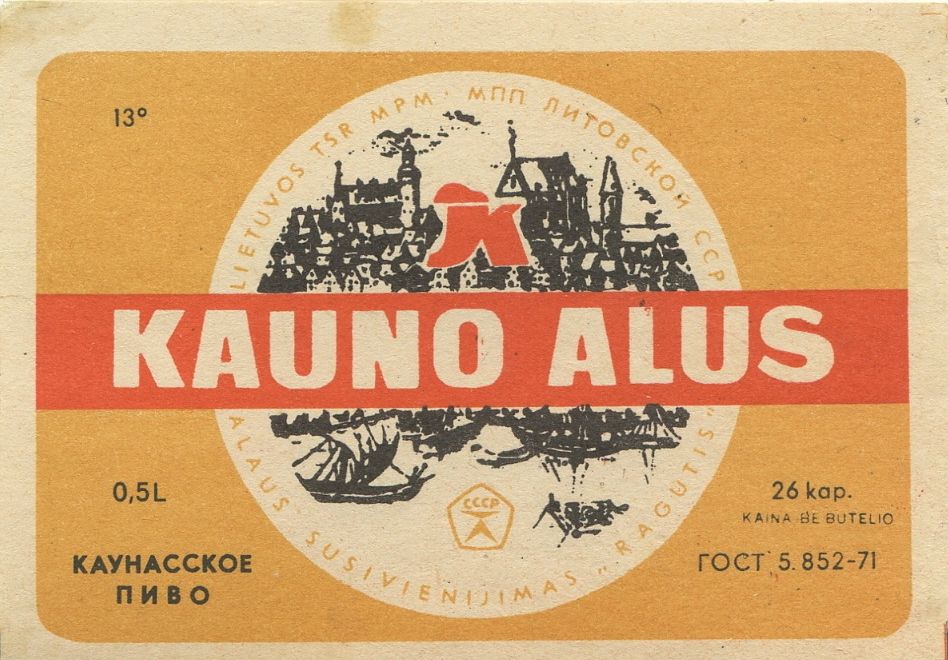 13°
LIETUVOS TSR MPM · МПП ЛИТОВСКОЙ ССР
K
KAUNO ALUS
0,5L
26 kap.
KAINA BE BUTELIO
КАУНАССКОЕ
ПИВО
ГОСТ 5.852-71
СССР
ALAUS SUSIVIENIJIMAS „RAGUTIS"